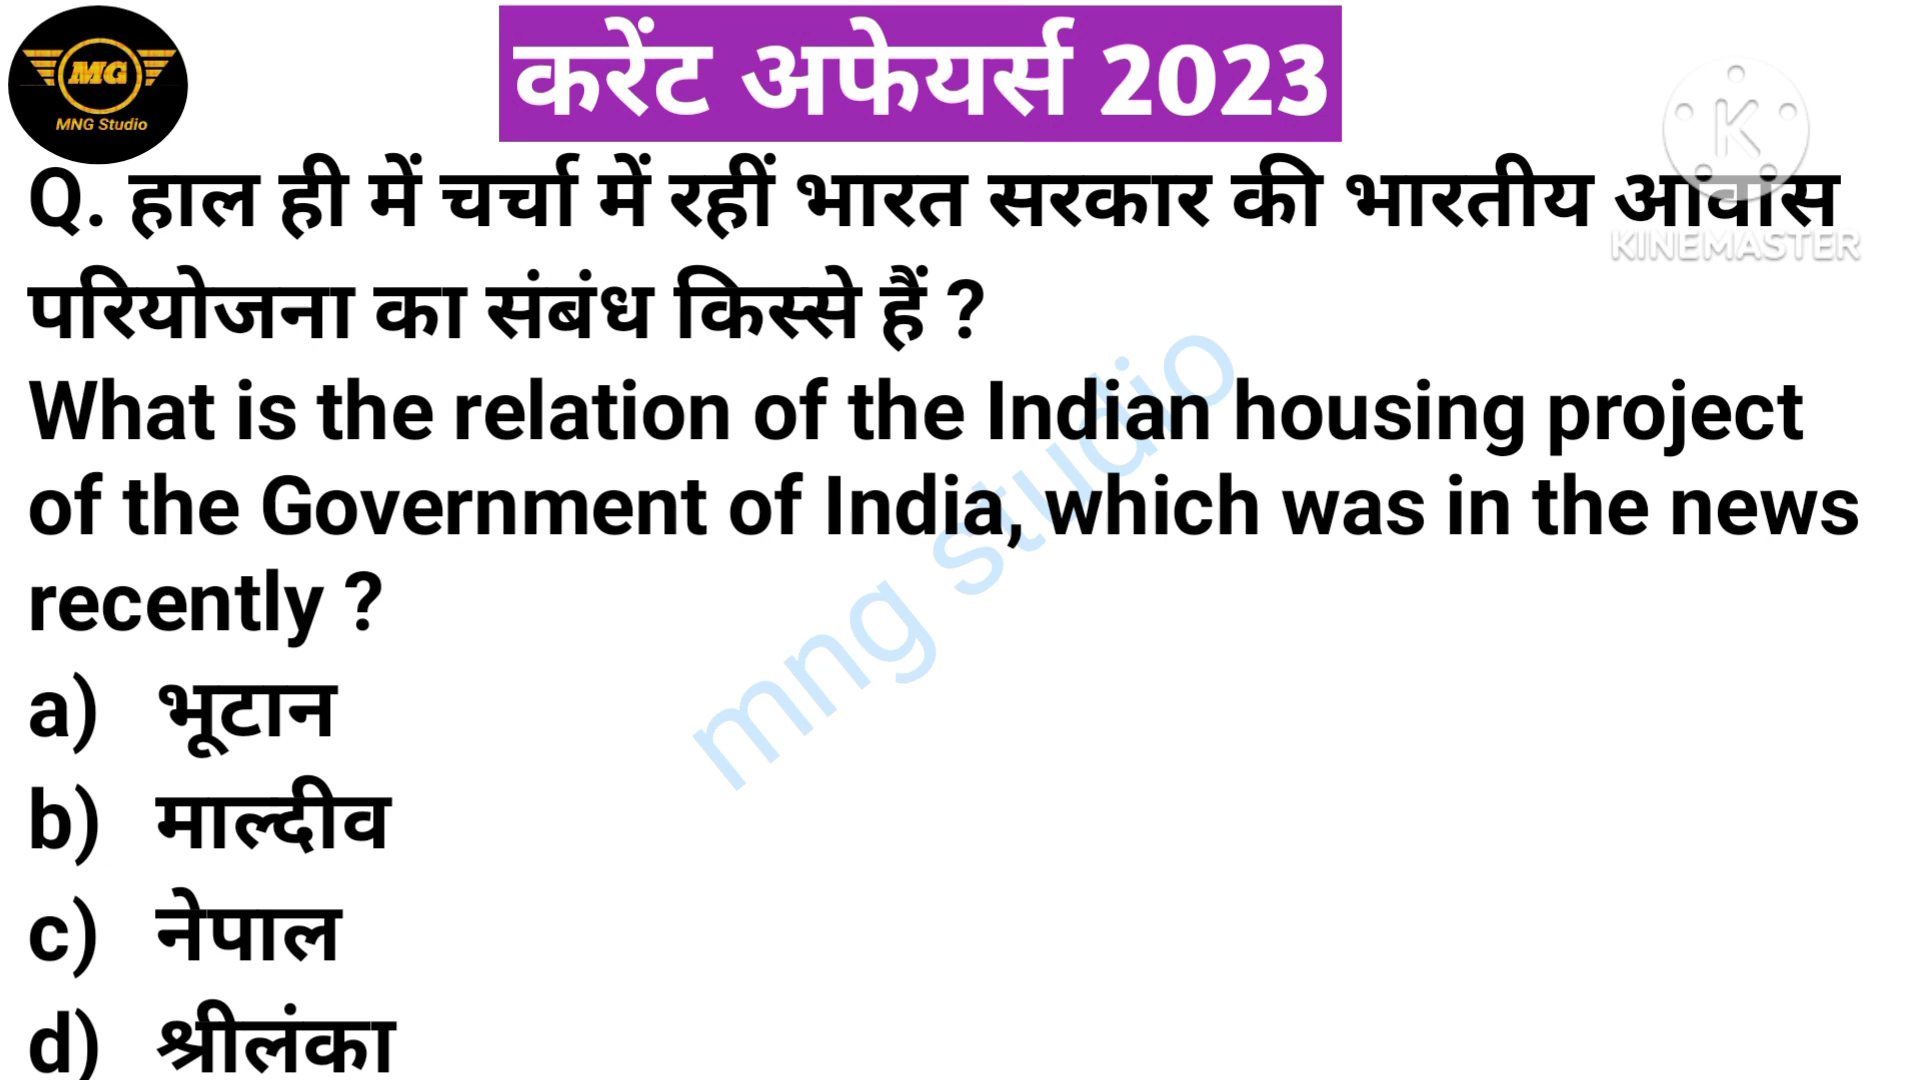 MG
MNG Studio
करेंट अफेयर्स 2023
K
KINEMASTER
Q. हाल ही में चर्चा में रहीं भारत सरकार की भारतीय आवास
परियोजना का संबंध किस्से हैं ?
What is the relation of the Indian housing project
of the Government of India, which was in the news
recently ?
mng studio
a) भूटान
b) माल्दीव
c) नेपाल
d) श्रीलंका